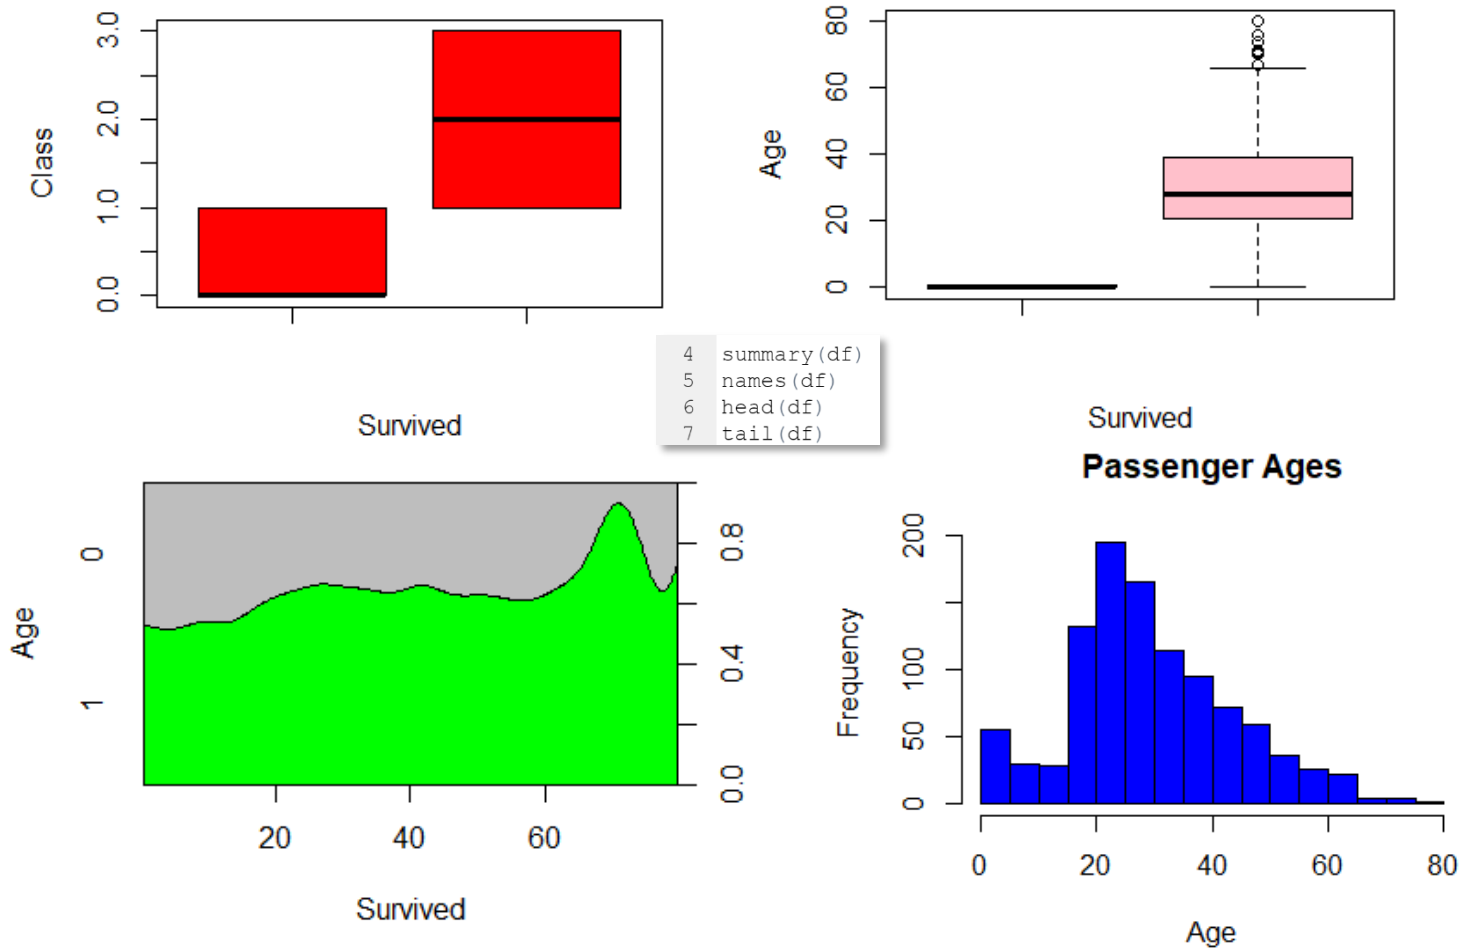 Class
0.0 1.0 2.0 3.0
Survived
Age
0 20 40 60 80
Survived
4 summary(df)
5 names(df)
6 head(df)
7 tail(df)
Age
1 0
0.0 0.4 0.8
20 40 60
Survived
Passenger Ages
Frequency
0 50 100 200
0 20 40 60 80
Age